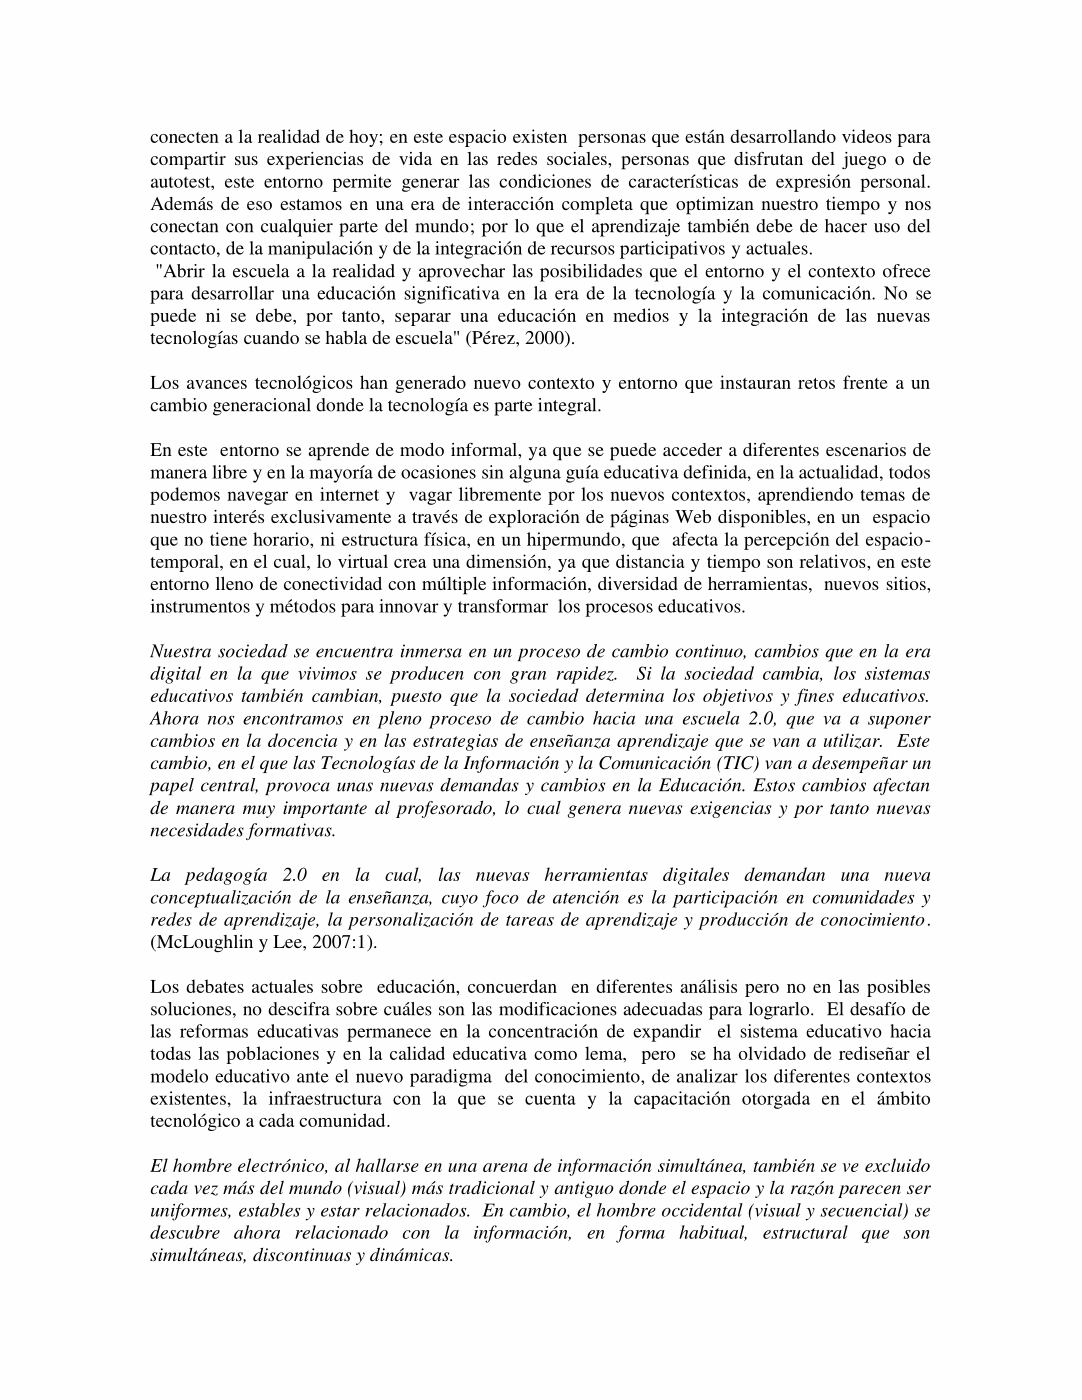 conecten a la realidad de hoy; en este espacio existen  personas que están desarrollando videos para
compartir sus experiencias de vida en las redes sociales, personas que disfrutan del juego o de
autotest, este entorno permite generar las condiciones de características de expresión personal.
Además de eso estamos en una era de interacción completa que optimizan nuestro tiempo y nos
conectan con cualquier parte del mundo; por lo que el aprendizaje también debe de hacer uso del
contacto, de la manipulación y de la integración de recursos participativos y actuales.
"Abrir la escuela a la realidad y aprovechar las posibilidades que el entorno y el contexto ofrece
para desarrollar una educación significativa en la era de la tecnología y la comunicación. No se
puede ni se debe, por tanto, separar una educación en medios y la integración de las nuevas
tecnologías cuando se habla de escuela" (Pérez, 2000).

Los avances tecnológicos han generado nuevo contexto y entorno que instauran retos frente a un
cambio generacional donde la tecnología es parte integral.

En este  entorno se aprende de modo informal, ya que se puede acceder a diferentes escenarios de
manera libre y en la mayoría de ocasiones sin alguna guía educativa definida, en la actualidad, todos
podemos navegar en internet y  vagar libremente por los nuevos contextos, aprendiendo temas de
nuestro interés exclusivamente a través de exploración de páginas Web disponibles, en un  espacio
que no tiene horario, ni estructura física, en un hipermundo, que  afecta la percepción del espacio-
temporal, en el cual, lo virtual crea una dimensión, ya que distancia y tiempo son relativos, en este
entorno lleno de conectividad con múltiple información, diversidad de herramientas,  nuevos sitios,
instrumentos y métodos para innovar y transformar  los procesos educativos.

Nuestra sociedad se encuentra inmersa en un proceso de cambio continuo, cambios que en la era
digital en la que vivimos se producen con gran rapidez.  Si la sociedad cambia, los sistemas
educativos también cambian, puesto que la sociedad determina los objetivos y fines educativos.
Ahora nos encontramos en pleno proceso de cambio hacia una escuela 2.0, que va a suponer
cambios en la docencia y en las estrategias de enseñanza aprendizaje que se van a utilizar.  Este
cambio, en el que las Tecnologías de la Información y la Comunicación (TIC) van a desempeñar un
papel central, provoca unas nuevas demandas y cambios en la Educación. Estos cambios afectan
de manera muy importante al profesorado, lo cual genera nuevas exigencias y por tanto nuevas
necesidades formativas.

La pedagogía 2.0 en la cual, las nuevas herramientas digitales demandan una nueva
conceptualización de la enseñanza, cuyo foco de atención es la participación en comunidades y
redes de aprendizaje, la personalización de tareas de aprendizaje y producción de conocimiento.
(McLoughlin y Lee, 2007:1).

Los debates actuales sobre  educación, concuerdan  en diferentes análisis pero no en las posibles
soluciones, no descifra sobre cuáles son las modificaciones adecuadas para lograrlo.  El desafío de
las reformas educativas permanece en la concentración de expandir  el sistema educativo hacia
todas las poblaciones y en la calidad educativa como lema,  pero  se ha olvidado de rediseñar el
modelo educativo ante el nuevo paradigma  del conocimiento, de analizar los diferentes contextos
existentes, la infraestructura con la que se cuenta y la capacitación otorgada en el ámbito
tecnológico a cada comunidad.

El hombre electrónico, al hallarse en una arena de información simultánea, también se ve excluido
cada vez más del mundo (visual) más tradicional y antiguo donde el espacio y la razón parecen ser
uniformes, estables y estar relacionados.  En cambio, el hombre occidental (visual y secuencial) se
descubre ahora relacionado con la información, en forma habitual, estructural que son
simultáneas, discontinuas y dinámicas.